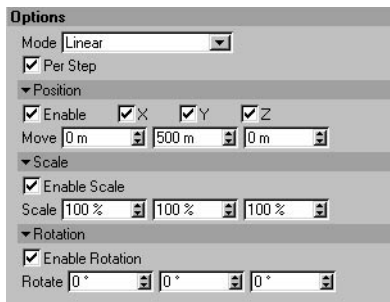 Options
Mode Linear
Per Step
Position
Enable X Y Z
Move 0 m 500 m 0 m
Scale
Enable Scale
Scale 100 % 100 % 100 %
Rotation
Enable Rotation
Rotate 0 ° 0 ° 0 °